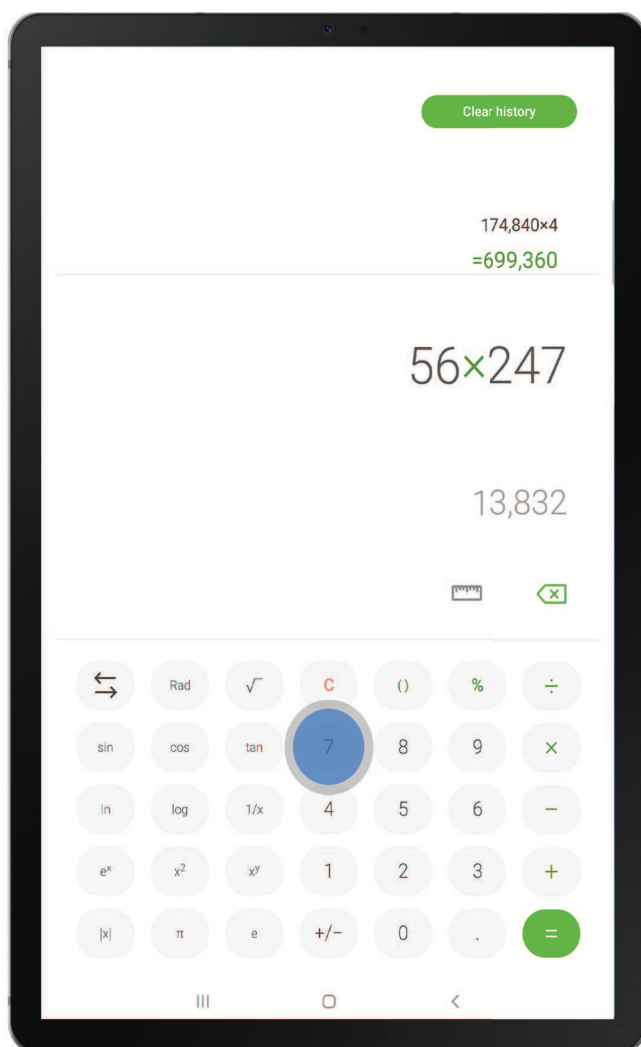 Clear history
174,840×4
=699,360
56×247
13,832
Rad √ C () % ÷
sin cos tan 7 8 9 ×
ln log 1/x 4 5 6 −
eˣ x² xʸ 1 2 3 +
|x| π e +/− 0 . =